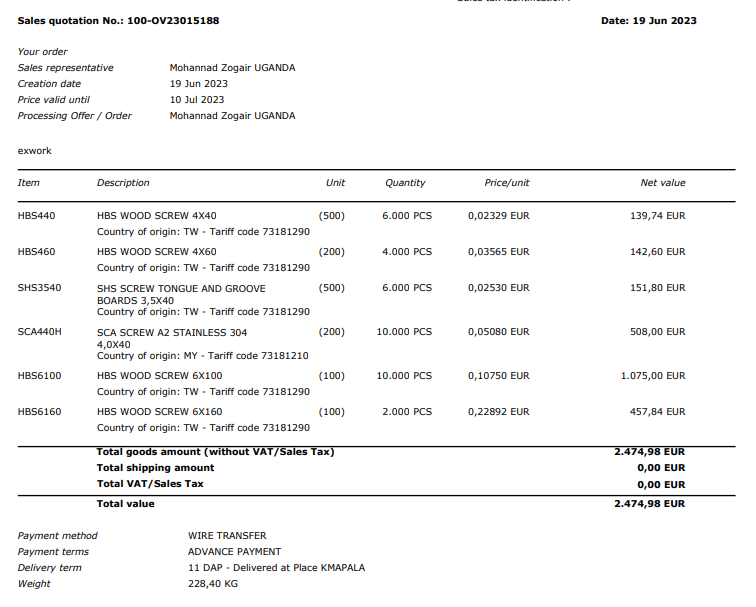 Sales quotation No.: 100-OV23015188 Date: 19 Jun 2023
Your order
Sales representative Mohannad Zogair UGANDA
Creation date 19 Jun 2023
Price valid until 10 Jul 2023
Processing Offer / Order Mohannad Zogair UGANDA
exwork
Item Description Unit Quantity Price/unit Net value
HBS440 HBS WOOD SCREW 4X40 (500) 6.000 PCS 0,02329 EUR 139,74 EUR
Country of origin: TW - Tariff code 73181290
HBS460 HBS WOOD SCREW 4X60 (200) 4.000 PCS 0,03565 EUR 142,60 EUR
Country of origin: TW - Tariff code 73181290
SHS3540 SHS SCREW TONGUE AND GROOVE (500) 6.000 PCS 0,02530 EUR 151,80 EUR
BOARDS 3,5X40
Country of origin: TW - Tariff code 73181290
SCA440H SCA SCREW A2 STAINLESS 304 (200) 10.000 PCS 0,05080 EUR 508,00 EUR
4,0X40
Country of origin: MY - Tariff code 73181210
HBS6100 HBS WOOD SCREW 6X100 (100) 10.000 PCS 0,10750 EUR 1.075,00 EUR
Country of origin: TW - Tariff code 73181290
HBS6160 HBS WOOD SCREW 6X160 (100) 2.000 PCS 0,22892 EUR 457,84 EUR
Country of origin: TW - Tariff code 73181290
Total goods amount (without VAT/Sales Tax) 2.474,98 EUR
Total shipping amount 0,00 EUR
Total VAT/Sales Tax 0,00 EUR
Total value 2.474,98 EUR
Payment method WIRE TRANSFER
Payment terms ADVANCE PAYMENT
Delivery term 11 DAP - Delivered at Place KMAPALA
Weight 228,40 KG